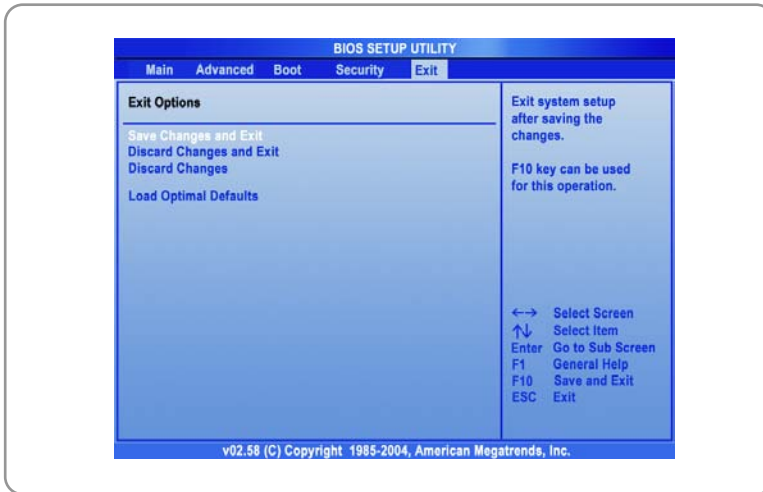 BIOS SETUP UTILITY
Main Advanced Boot Security Exit
Exit Options
Save Changes and Exit
Discard Changes and Exit
Discard Changes
Load Optimal Defaults
Exit system setup
after saving the
changes.
F10 key can be used
for this operation.
←→ Select Screen
↑↓ Select Item
Enter Go to Sub Screen
F1 General Help
F10 Save and Exit
ESC Exit
v02.58 (C) Copyright 1985-2004, American Megatrends, Inc.